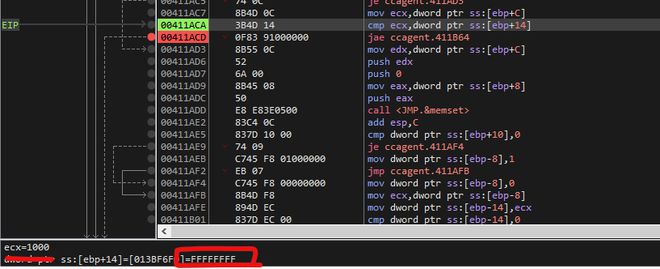 00411AC5 74 0C je ccagent.411AD3
00411AC7 8B4D 0C mov ecx,dword ptr ss:[ebp+C]
EIP 00411ACA 3B4D 14 cmp ecx,dword ptr ss:[ebp+14]
00411ACD 0F83 91000000 jae ccagent.411B64
00411AD3 8B55 0C mov edx,dword ptr ss:[ebp+C]
00411AD6 52 push edx
00411AD7 6A 00 push 0
00411AD9 8B45 08 mov eax,dword ptr ss:[ebp+8]
00411ADC 50 push eax
00411ADD E8 E83E0500 call <JMP.&memset>
00411AE2 83C4 0C add esp,C
00411AE5 837D 10 00 cmp dword ptr ss:[ebp+10],0
00411AE9 74 09 je ccagent.411AF4
00411AEB C745 F8 01000000 mov dword ptr ss:[ebp-8],1
00411AF2 EB 07 jmp ccagent.411AFB
00411AF4 C745 F8 00000000 mov dword ptr ss:[ebp-8],0
00411AFB 8B4D F8 mov ecx,dword ptr ss:[ebp-8]
00411AFE 894D EC mov dword ptr ss:[ebp-14],ecx
00411B01 837D EC 00 cmp dword ptr ss:[ebp-14],0
ecx=1000
dword ptr ss:[ebp+14]=[013BF6F ]=FFFFFFFF